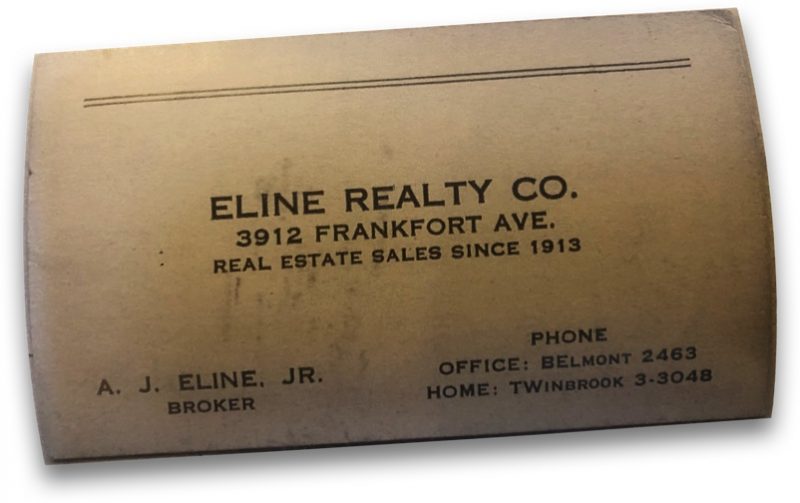 ELINE REALTY CO.
3912 FRANKFORT AVE.
REAL ESTATE SALES SINCE 1913
A. J. ELINE, JR.
BROKER
PHONE
OFFICE: BELMONT 2463
HOME: TWINBROOK 3-3048